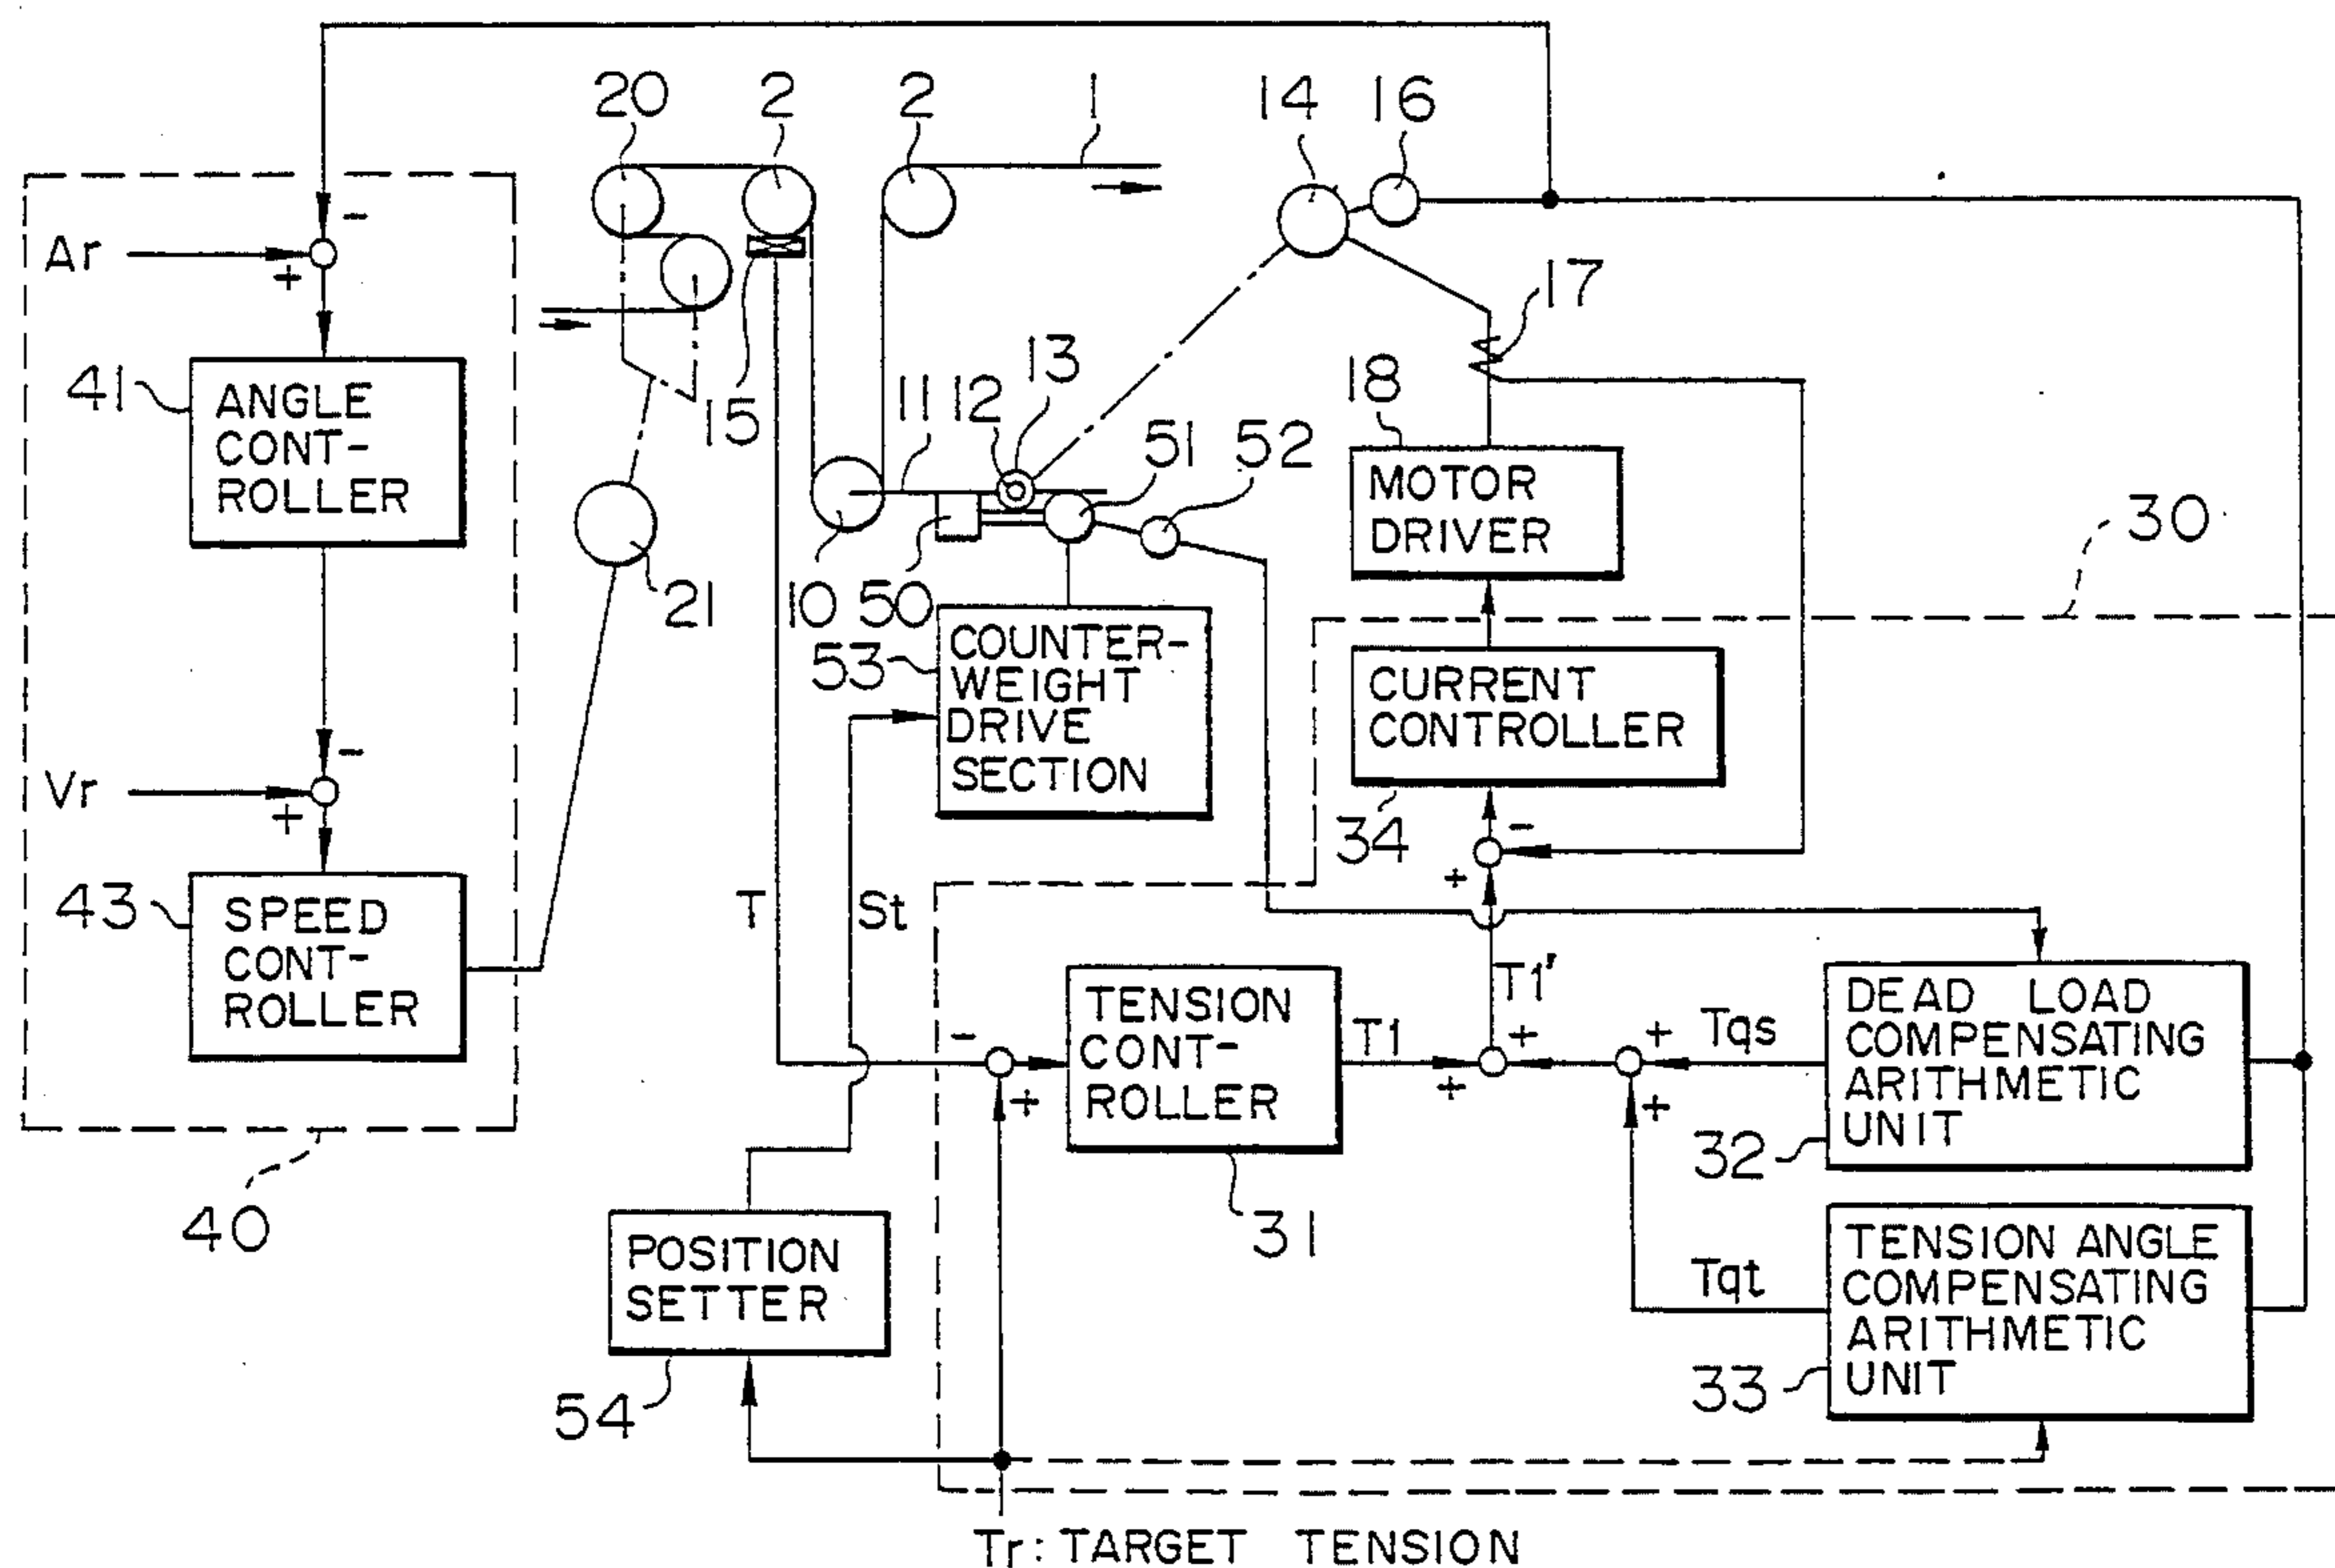 20
2
2
1
14
16
Ar
-
+
17
41
ANGLE
CONT-
ROLLER
15
11
12
13
18
MOTOR
DRIVER
51
52
30
21
10
50
53
COUNTER-
WEIGHT
DRIVE
SECTION
CURRENT
CONTROLLER
34
-
+
Vr
-
+
43
SPEED
CONT-
ROLLER
T
St
T1'
-
+
TENSION
CONT-
ROLLER
31
T1
+
+
+
+
Tqs
DEAD LOAD
COMPENSATING
ARITHMETIC
UNIT
32
40
POSITION
SETTER
54
Tqt
TENSION ANGLE
COMPENSATING
ARITHMETIC
UNIT
33
Tr: TARGET TENSION